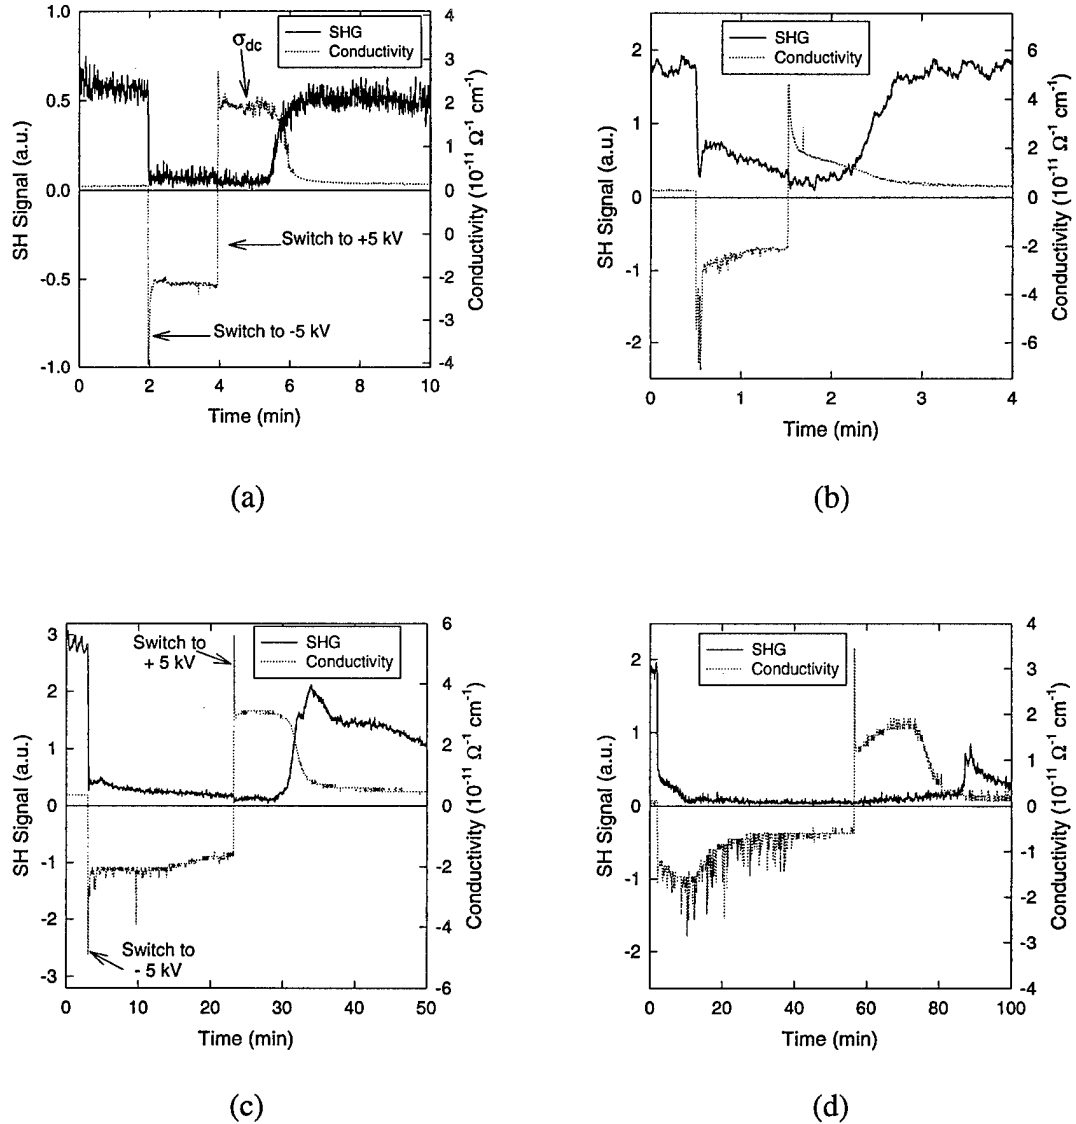 1.0
0.5
0.0
-0.5
-1.0
SH Signal (a.u.)
σdc
SHG
Conductivity
Switch to +5 kV
Switch to -5 kV
4
3
2
1
0
0
-1
-2
-3
-4
Conductivity (10⁻¹¹ Ω⁻¹ cm⁻¹)
0 2 4 6 8 10
Time (min)
(a)
2
1
0
-1
-2
SH Signal (a.u.)
SHG
Conductivity
6
4
2
0
-2
-4
-6
Conductivity (10⁻¹¹ Ω⁻¹ cm⁻¹)
0 1 2 3 4
Time (min)
(b)
3
2
1
0
-1
-2
-3
SH Signal (a.u.)
Switch to
+ 5 kV
SHG
Conductivity
Switch to
- 5 kV
6
4
2
0
-2
-4
-6
Conductivity (10⁻¹¹ Ω⁻¹ cm⁻¹)
0 10 20 30 40 50
Time (min)
(c)
2
1
0
-1
-2
SH Signal (a.u.)
SHG
Conductivity
4
3
2
1
0
-1
-2
-3
-4
Conductivity (10⁻¹¹ Ω⁻¹ cm⁻¹)
0 20 40 60 80 100
Time (min)
(d)